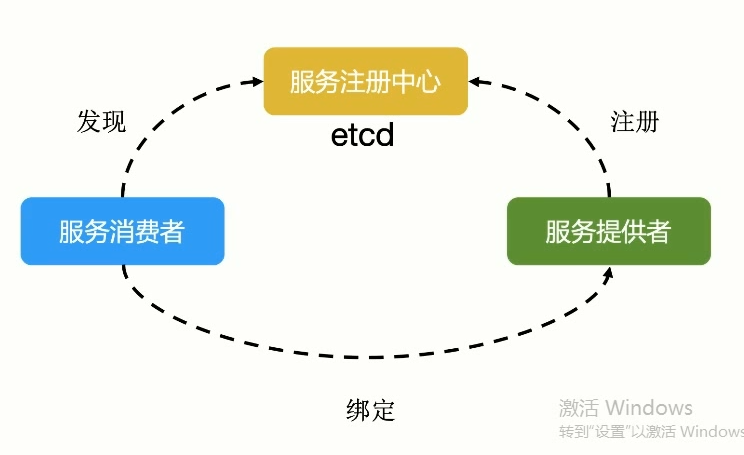 服务注册中心
etcd
发现
注册
服务消费者
服务提供者
绑定
激活 Windows
转到"设置"以激活 Windows